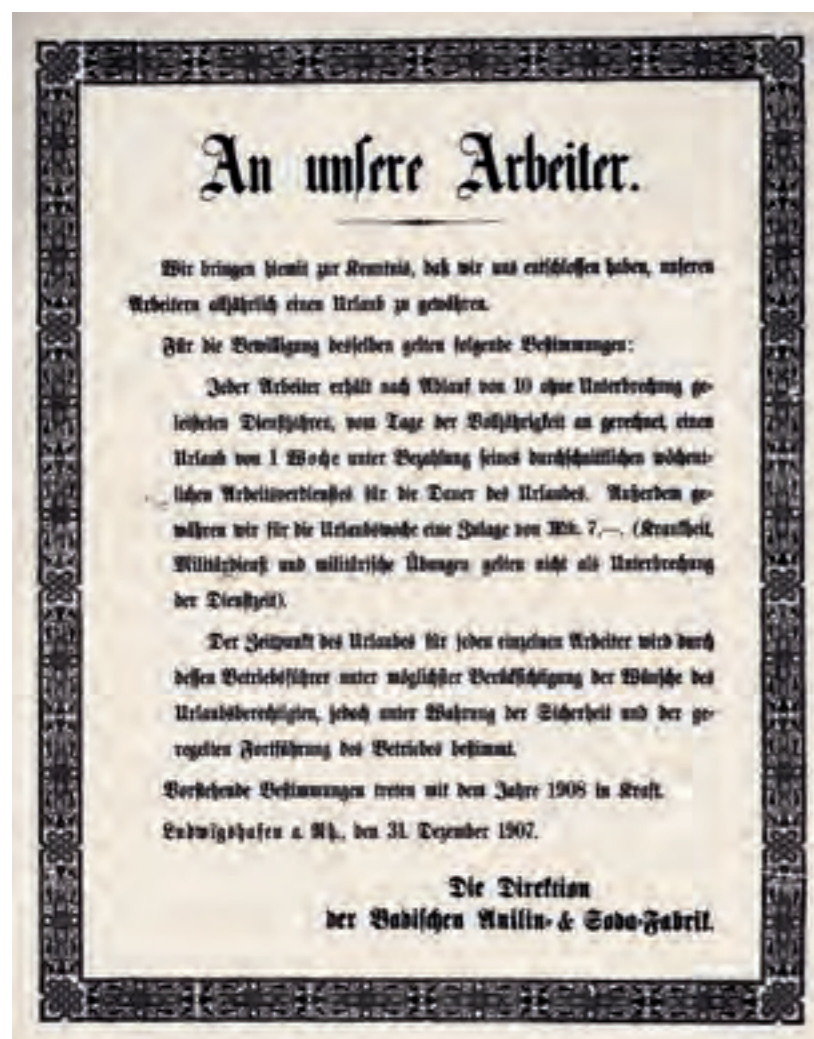 An unsere Arbeiter.
Wir bringen hiemit zur Kenntnis, daß wir uns entschlossen haben, unseren
Arbeitern alljährlich einen Urlaub zu gewähren.
Für die Bewilligung desselben gelten folgende Bestimmungen:
Jeder Arbeiter erhält nach Ablauf von 10 ohne Unterbrechung ge-
leisteten Dienstjahren, vom Tage der Volljährigkeit an gerechnet, einen
Urlaub von 1 Woche unter Bezahlung seines durchschnittlichen wöchent-
lichen Arbeitsverdienstes für die Dauer des Urlaubes. Außerdem ge-
währen wir für die Urlaubswoche eine Zulage von Mk. 7,—. (Krankheit,
Militärdienst und militärische Übungen gelten nicht als Unterbrechung
der Dienstzeit).
Der Zeitpunkt des Urlaubes für jeden einzelnen Arbeiter wird durch
dessen Betriebsführer unter möglichster Berücksichtigung der Wünsche des
Urlaubsberechtigten, jedoch unter Wahrung der Sicherheit und der ge-
regelten Fortführung des Betriebes bestimmt.
Vorstehende Bestimmungen treten mit dem Jahre 1908 in Kraft.
Ludwigshafen a. Rh., den 31. Dezember 1907.
Die Direktion
der Badischen Anilin- & Soda-Fabrik.